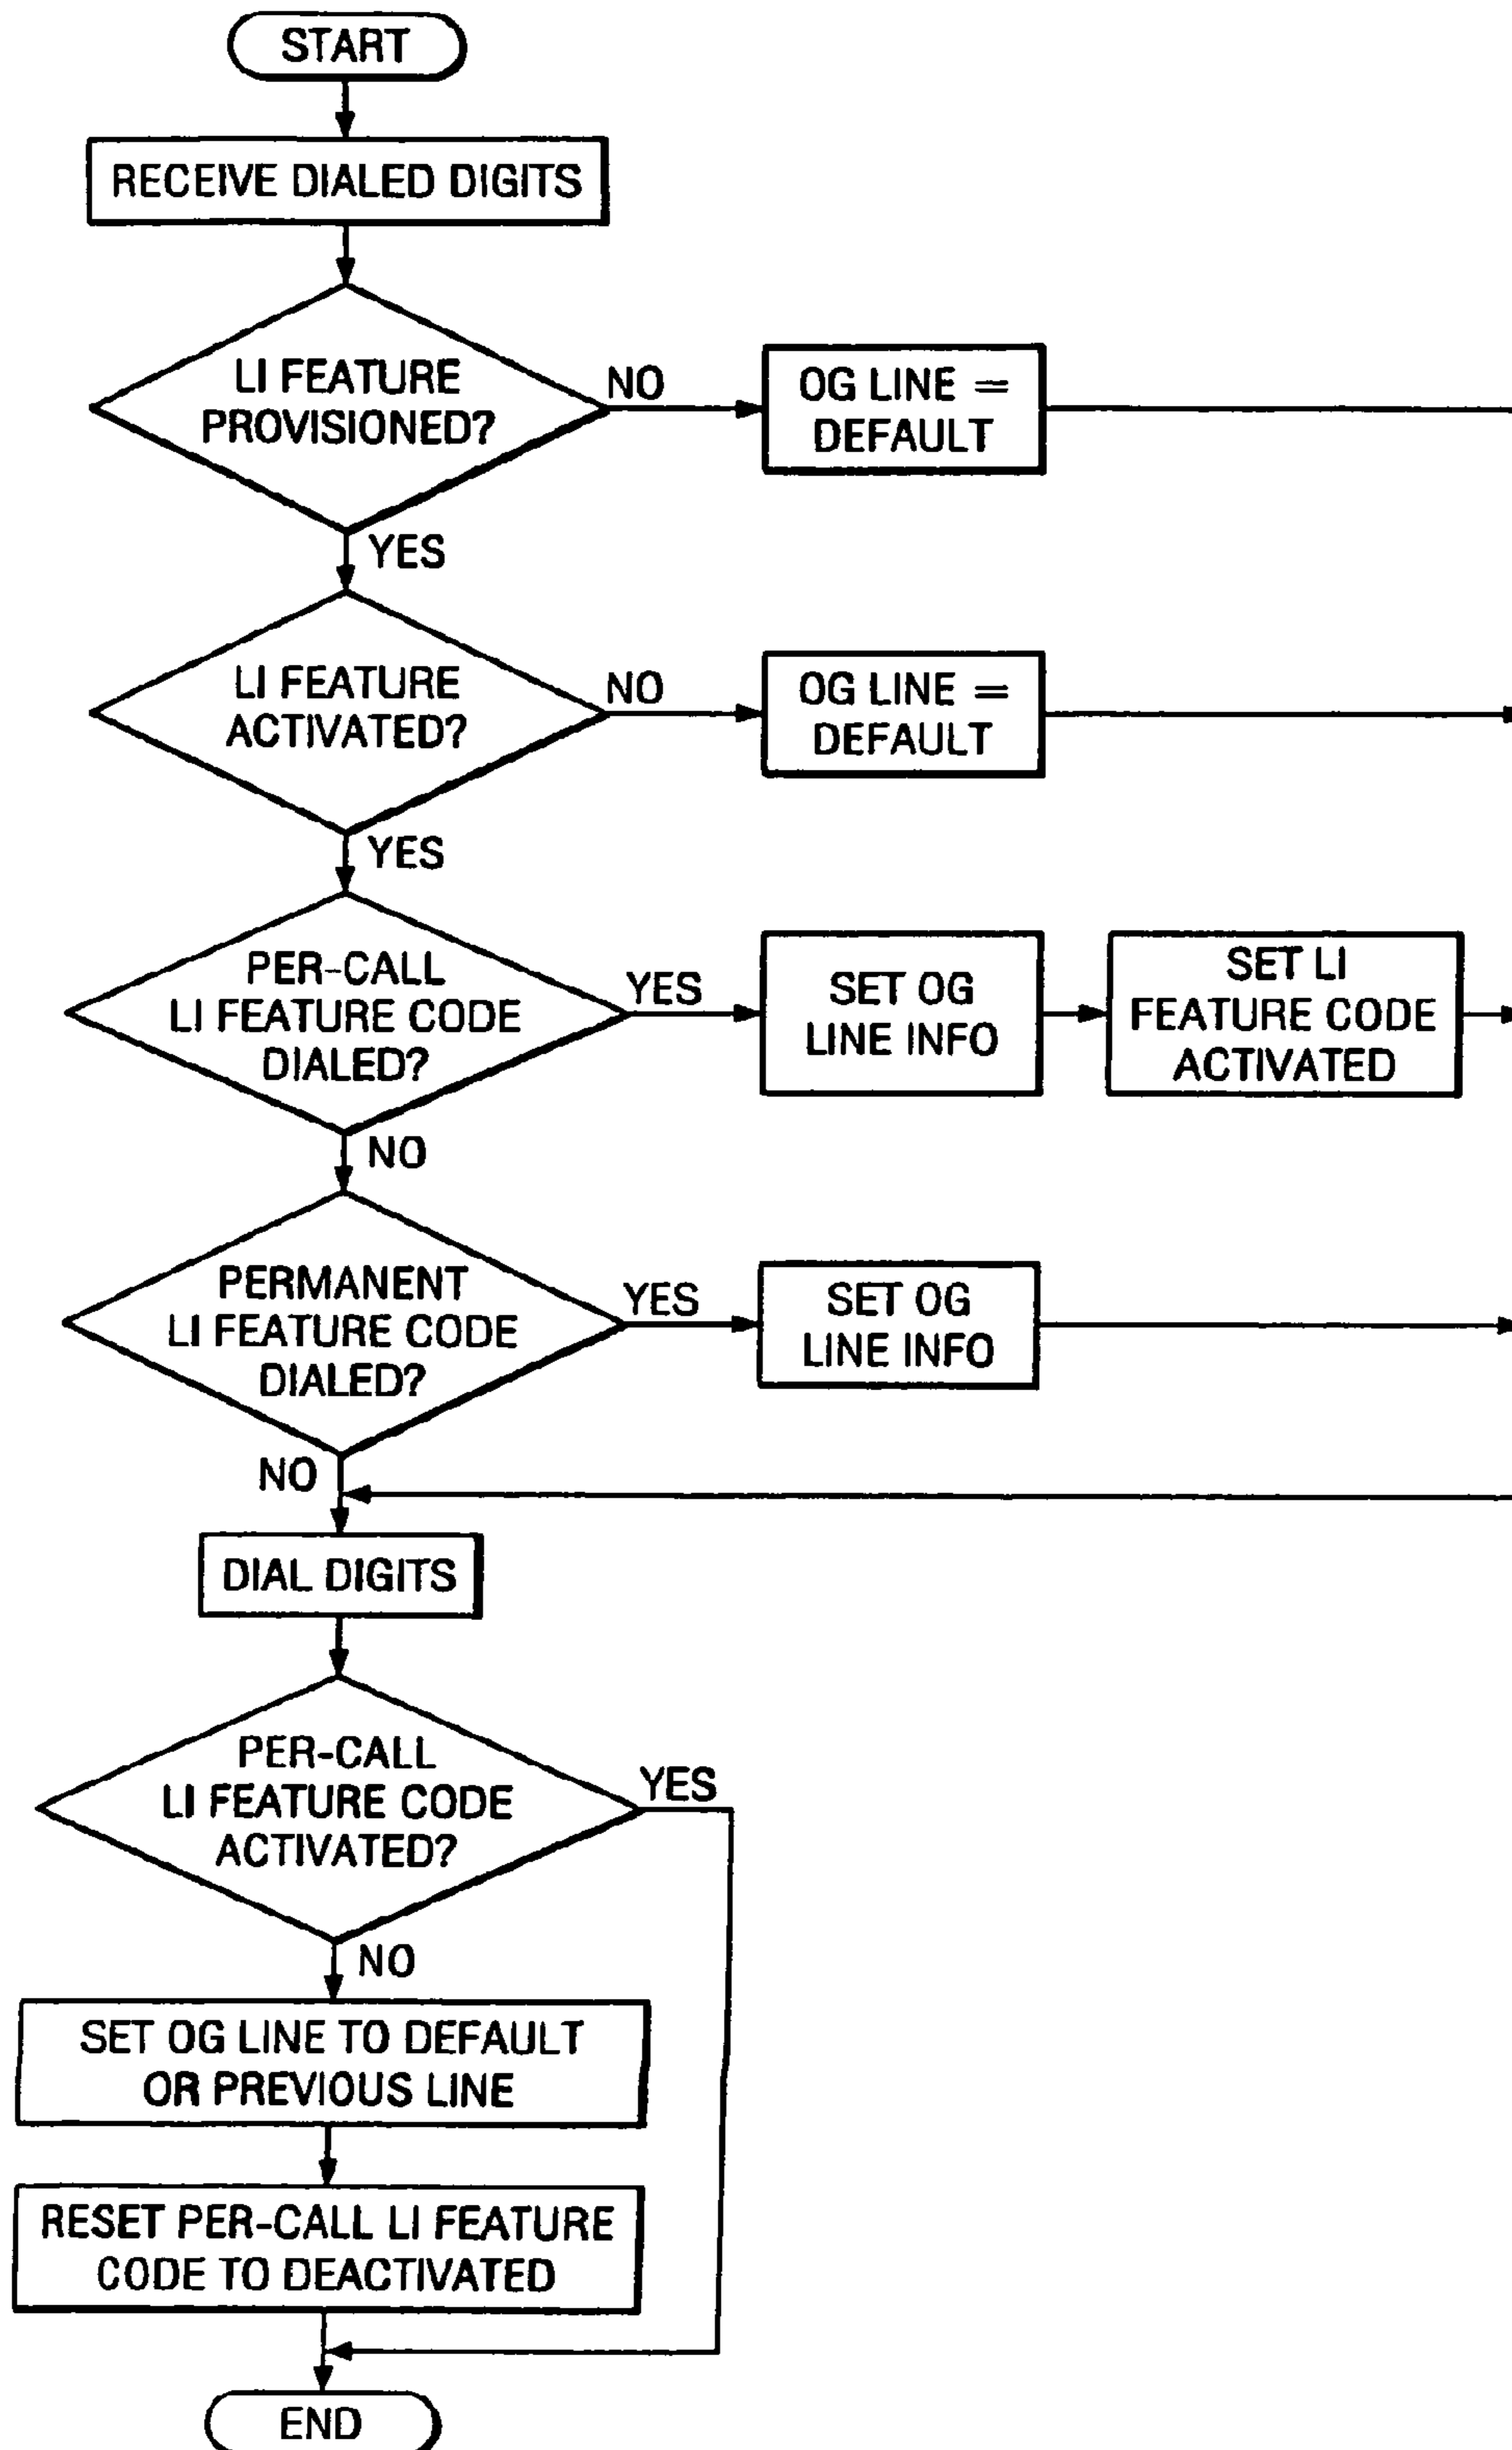 START
RECEIVE DIALED DIGITS
LI FEATURE
PROVISIONED?
NO
OG LINE =
DEFAULT
YES
LI FEATURE
ACTIVATED?
NO
OG LINE =
DEFAULT
YES
PER-CALL
LI FEATURE CODE
DIALED?
YES
SET OG
LINE INFO
SET LI
FEATURE CODE
ACTIVATED
NO
PERMANENT
LI FEATURE CODE
DIALED?
YES
SET OG
LINE INFO
NO
DIAL DIGITS
PER-CALL
LI FEATURE CODE
ACTIVATED?
YES
NO
SET OG LINE TO DEFAULT
OR PREVIOUS LINE
RESET PER-CALL LI FEATURE
CODE TO DEACTIVATED
END